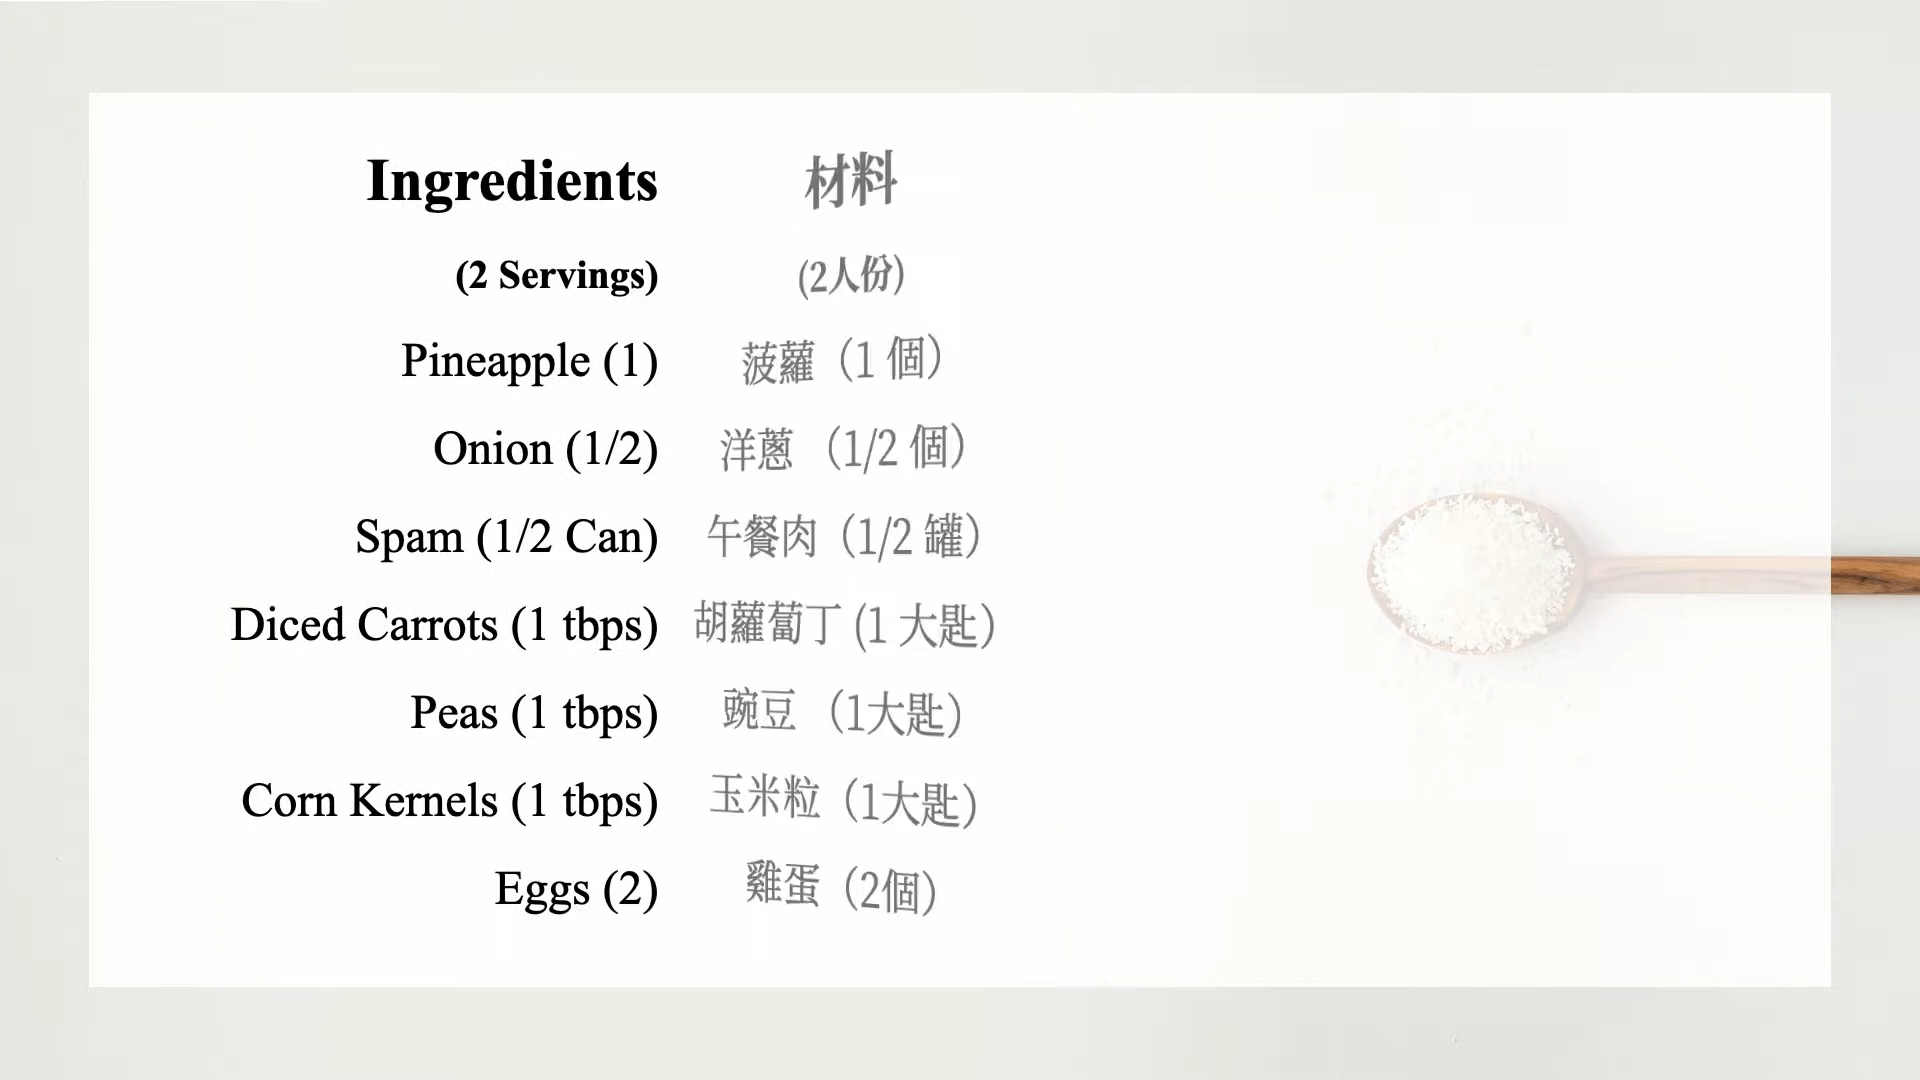 Ingredients 材料
(2 Servings) (2人份)
Pineapple (1) 菠蘿（1 個）
Onion (1/2) 洋蔥 （1/2 個）
Spam (1/2 Can) 午餐肉（1/2 罐）
Diced Carrots (1 tbps) 胡蘿蔔丁 (1 大匙）
Peas (1 tbps) 豌豆 （1大匙）
Corn Kernels (1 tbps) 玉米粒（1大匙）
Eggs (2) 雞蛋（2個）